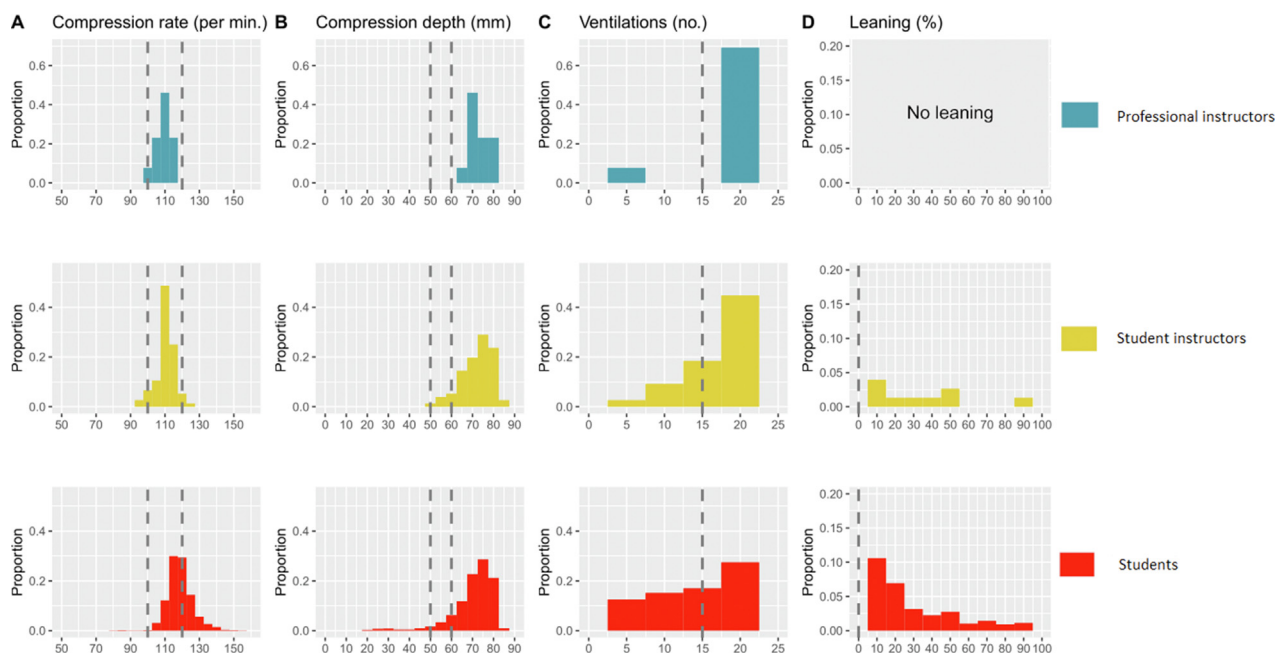 A Compression rate (per min.) B Compression depth (mm) C Ventilations (no.) D Leaning (%)
Proportion 0.6 0.4 0.2 0.0
50 70 90 110 130 150
Proportion 0.6 0.4 0.2 0.0
0 10 20 30 40 50 60 70 80 90
Proportion 0.6 0.4 0.2 0.0
0 5 10 15 20 25
Proportion 0.20 0.15 0.10 0.05 0.00
No leaning
0 10 20 30 40 50 60 70 80 90 100
Professional instructors
Proportion 0.4 0.2 0.0
50 70 90 110 130 150
Proportion 0.4 0.2 0.0
0 10 20 30 40 50 60 70 80 90
Proportion 0.4 0.2 0.0
0 5 10 15 20 25
Proportion 0.20 0.15 0.10 0.05 0.00
0 10 20 30 40 50 60 70 80 90 100
Student instructors
Proportion 0.4 0.2 0.0
50 70 90 110 130 150
Proportion 0.4 0.2 0.0
0 10 20 30 40 50 60 70 80 90
Proportion 0.4 0.2 0.0
0 5 10 15 20 25
Proportion 0.20 0.15 0.10 0.05 0.00
0 10 20 30 40 50 60 70 80 90 100
Students